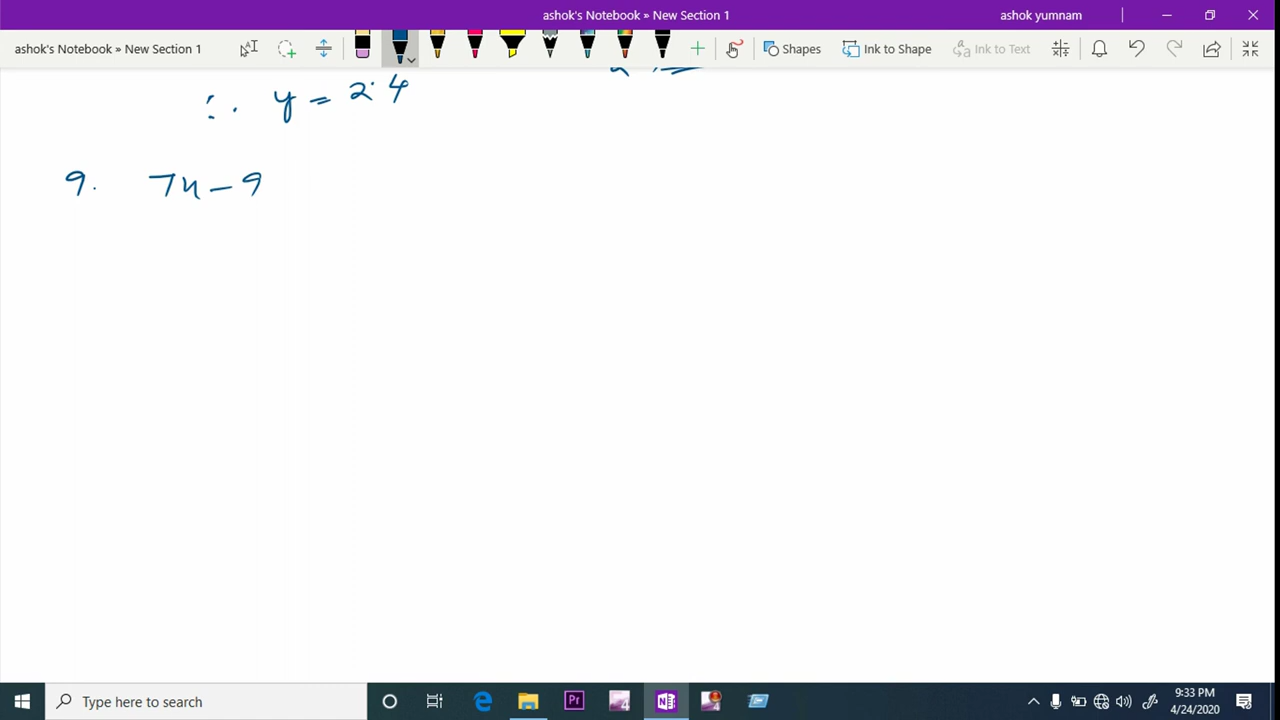 ashok's Notebook » New Section 1
ashok yumnam
ashok's Notebook » New Section 1
Shapes
Ink to Shape
Ink to Text
∴ y = 2.4
9. 7x - 9
Type here to search
9:33 PM
4/24/2020